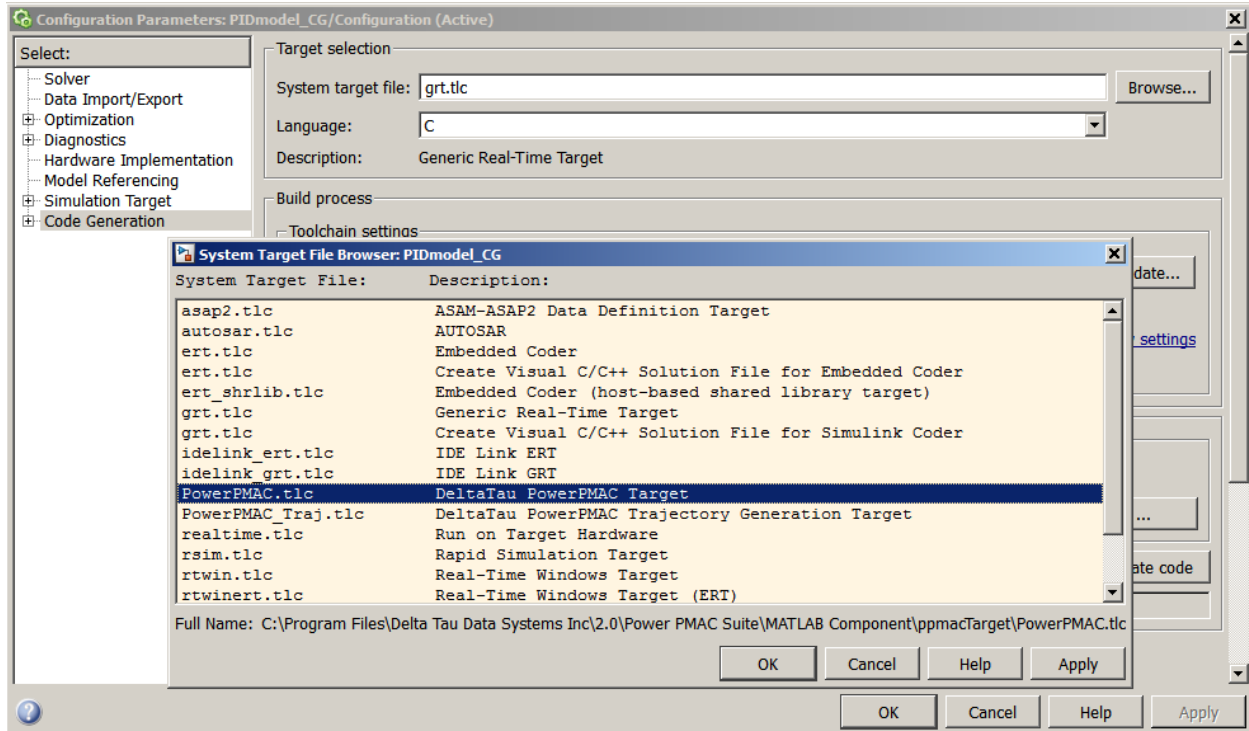 Configuration Parameters: PIDmodel_CG/Configuration (Active)
Select:
Solver
Data Import/Export
Optimization
Diagnostics
Hardware Implementation
Model Referencing
Simulation Target
Code Generation
Target selection
System target file: grt.tlc Browse...
Language: C
Description: Generic Real-Time Target
Build process
Toolchain settings
date...
settings
...
ate code
System Target File Browser: PIDmodel_CG
System Target File: Description:
asap2.tlc ASAM-ASAP2 Data Definition Target
autosar.tlc AUTOSAR
ert.tlc Embedded Coder
ert.tlc Create Visual C/C++ Solution File for Embedded Coder
ert_shrlib.tlc Embedded Coder (host-based shared library target)
grt.tlc Generic Real-Time Target
grt.tlc Create Visual C/C++ Solution File for Simulink Coder
idelink_ert.tlc IDE Link ERT
idelink_grt.tlc IDE Link GRT
PowerPMAC.tlc DeltaTau PowerPMAC Target
PowerPMAC_Traj.tlc DeltaTau PowerPMAC Trajectory Generation Target
realtime.tlc Run on Target Hardware
rsim.tlc Rapid Simulation Target
rtwin.tlc Real-Time Windows Target
rtwinert.tlc Real-Time Windows Target (ERT)
Full Name: C:\Program Files\Delta Tau Data Systems Inc\2.0\Power PMAC Suite\MATLAB Component\ppmacTarget\PowerPMAC.tlc
OK Cancel Help Apply
OK Cancel Help Apply